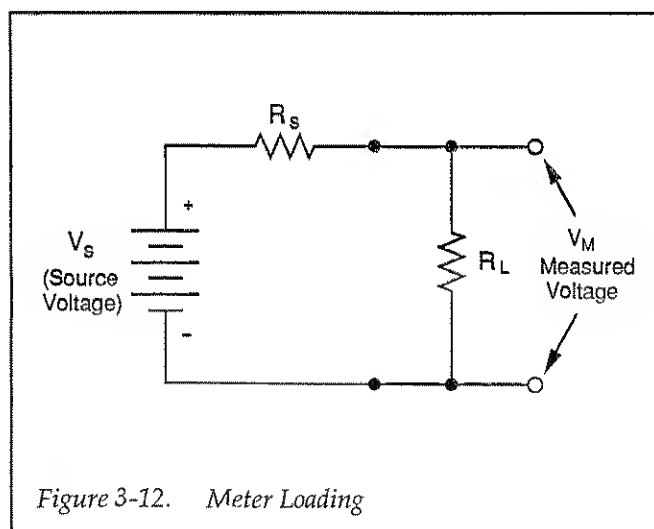 Rs
+
Vs
(Source
Voltage)
-
RL
VM
Measured
Voltage
Figure 3-12. Meter Loading